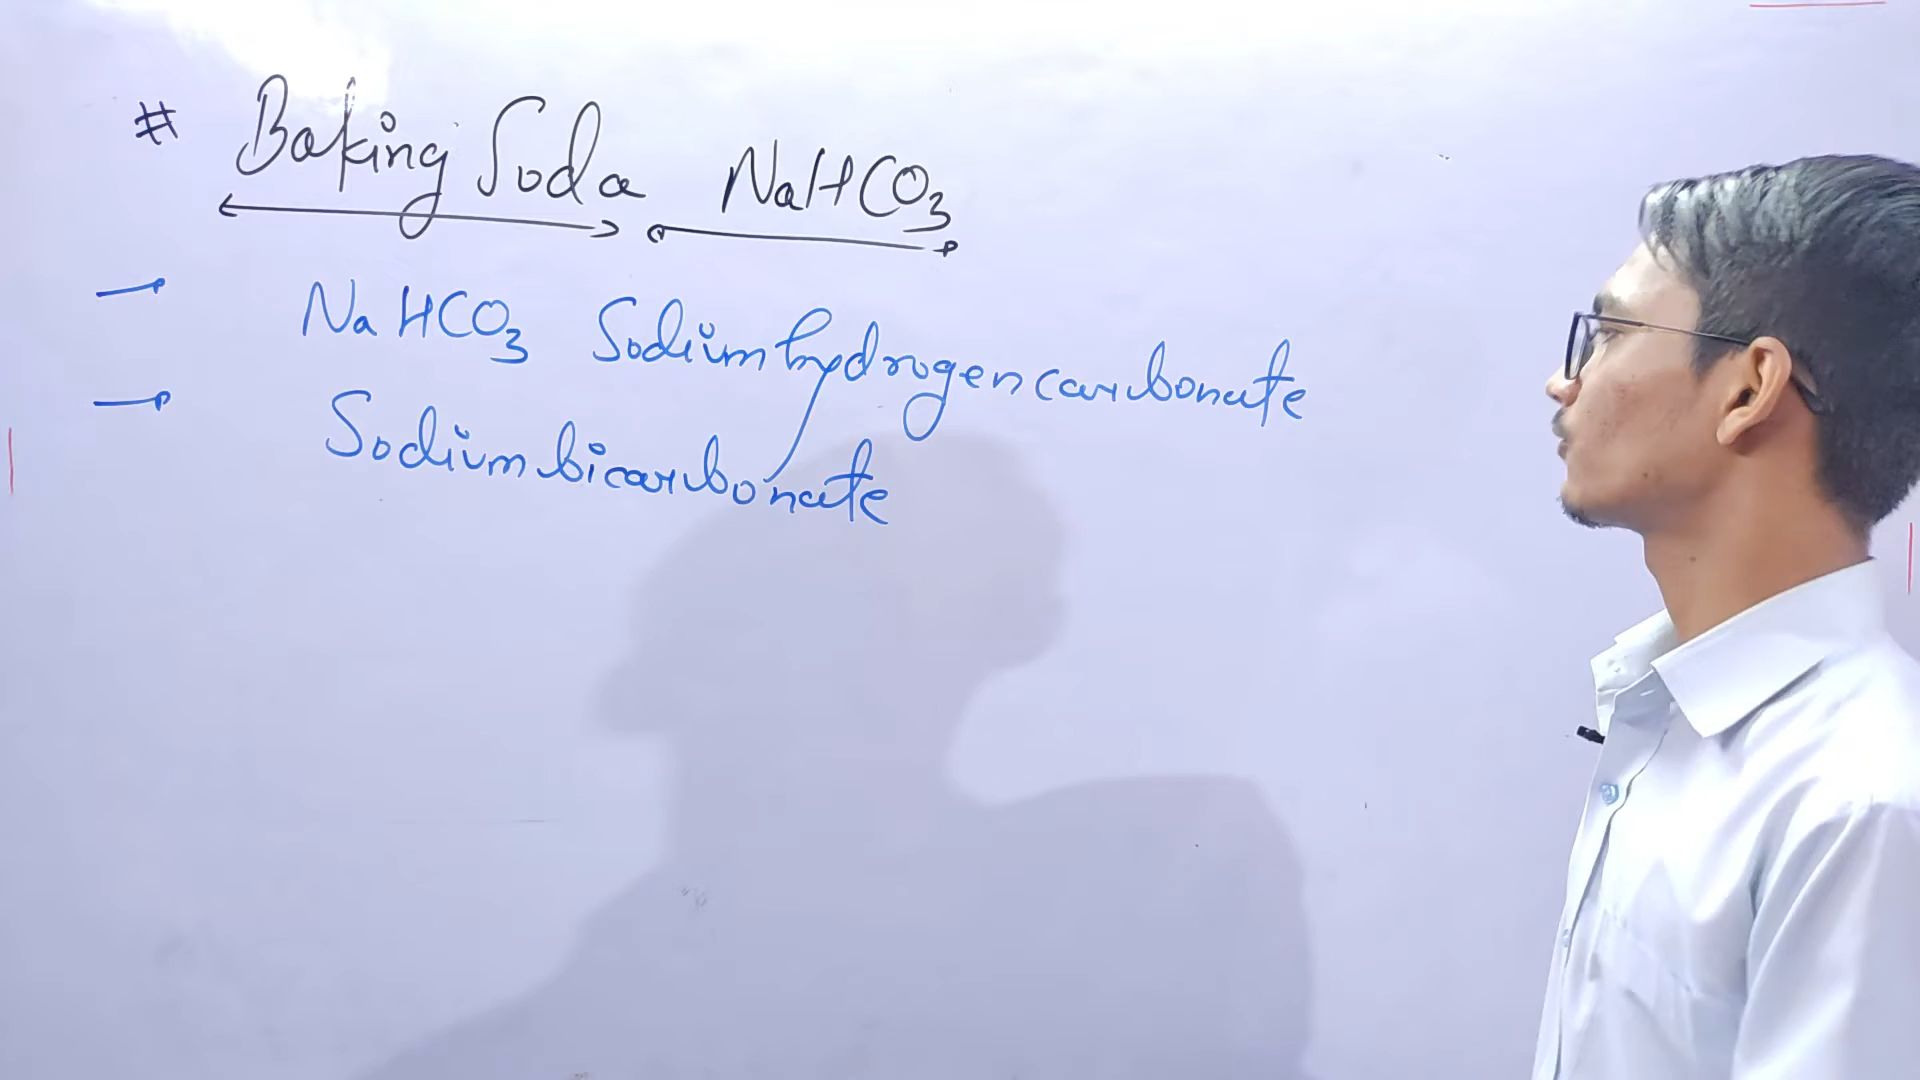 # Baking Soda NaHCO₃
→ NaHCO₃ Sodium hydrogen carbonate
→ Sodium bicarbonate